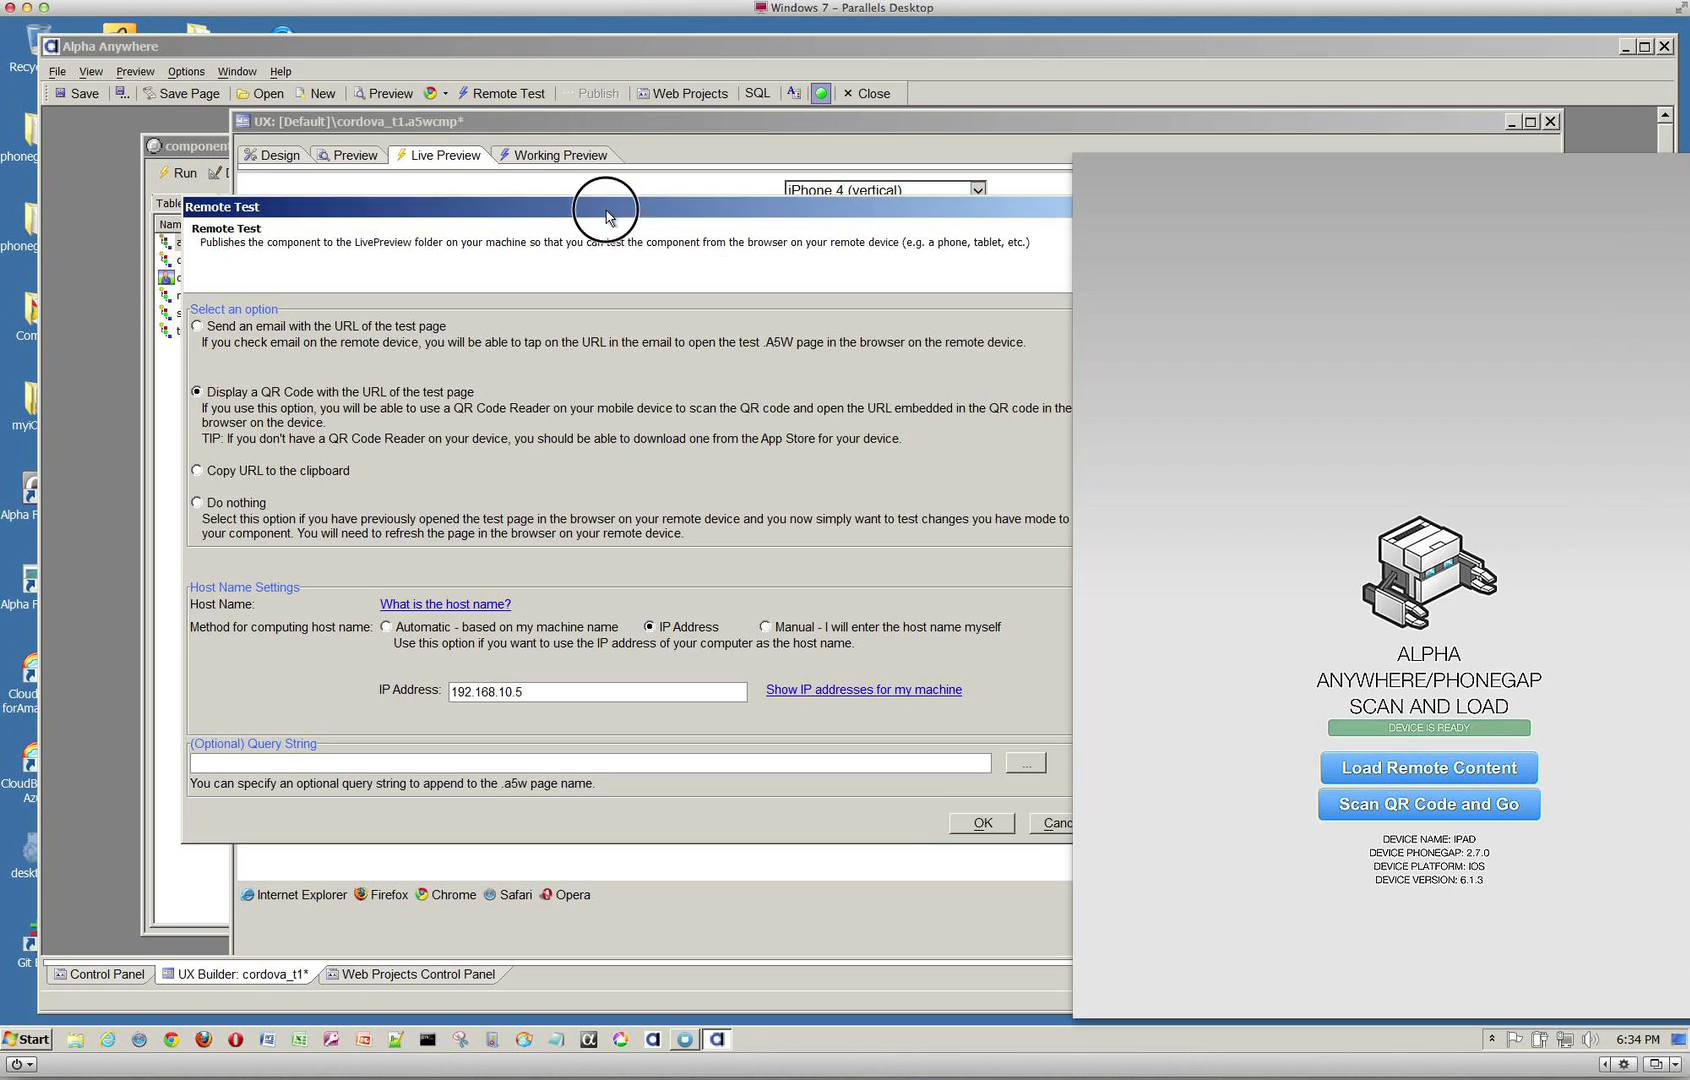 Windows 7 - Parallels Desktop
Alpha Anywhere
File View Preview Options Window Help
Save Save Page Open New Preview Remote Test Publish Web Projects SQL Close
UX: [Default]\cordova_t1.a5wcmp*
component
Design Preview Live Preview Working Preview
Run
iPhone 4 (vertical)
Table
Remote Test
Nam
Remote Test
Publishes the component to the LivePreview folder on your machine so that you can test the component from the browser on your remote device (e.g. a phone, tablet, etc.)
Select an option
Send an email with the URL of the test page
If you check email on the remote device, you will be able to tap on the URL in the email to open the test .A5W page in the browser on the remote device.
Display a QR Code with the URL of the test page
If you use this option, you will be able to use a QR Code Reader on your mobile device to scan the QR code and open the URL embedded in the QR code in the
browser on the device.
TIP: If you don't have a QR Code Reader on your device, you should be able to download one from the App Store for your device.
Copy URL to the clipboard
Do nothing
Select this option if you have previously opened the test page in the browser on your remote device and you now simply want to test changes you have mode to
your component. You will need to refresh the page in the browser on your remote device.
Host Name Settings
Host Name: What is the host name?
Method for computing host name: Automatic - based on my machine name IP Address Manual - I will enter the host name myself
Use this option if you want to use the IP address of your computer as the host name.
IP Address: 192.168.10.5 Show IP addresses for my machine
(Optional) Query String
...
You can specify an optional query string to append to the .a5w page name.
OK Canc
Internet Explorer Firefox Chrome Safari Opera
Control Panel UX Builder: cordova_t1* Web Projects Control Panel
ALPHA
ANYWHERE/PHONEGAP
SCAN AND LOAD
DEVICE IS READY
Load Remote Content
Scan QR Code and Go
DEVICE NAME: IPAD
DEVICE PHONEGAP: 2.7.0
DEVICE PLATFORM: IOS
DEVICE VERSION: 6.1.3
Recy
phoneg
phoneg
Com
myiO
Alpha F
Alpha F
Cloud
forAma
CloudB
Azu
deskt
Git B
Start
6:34 PM